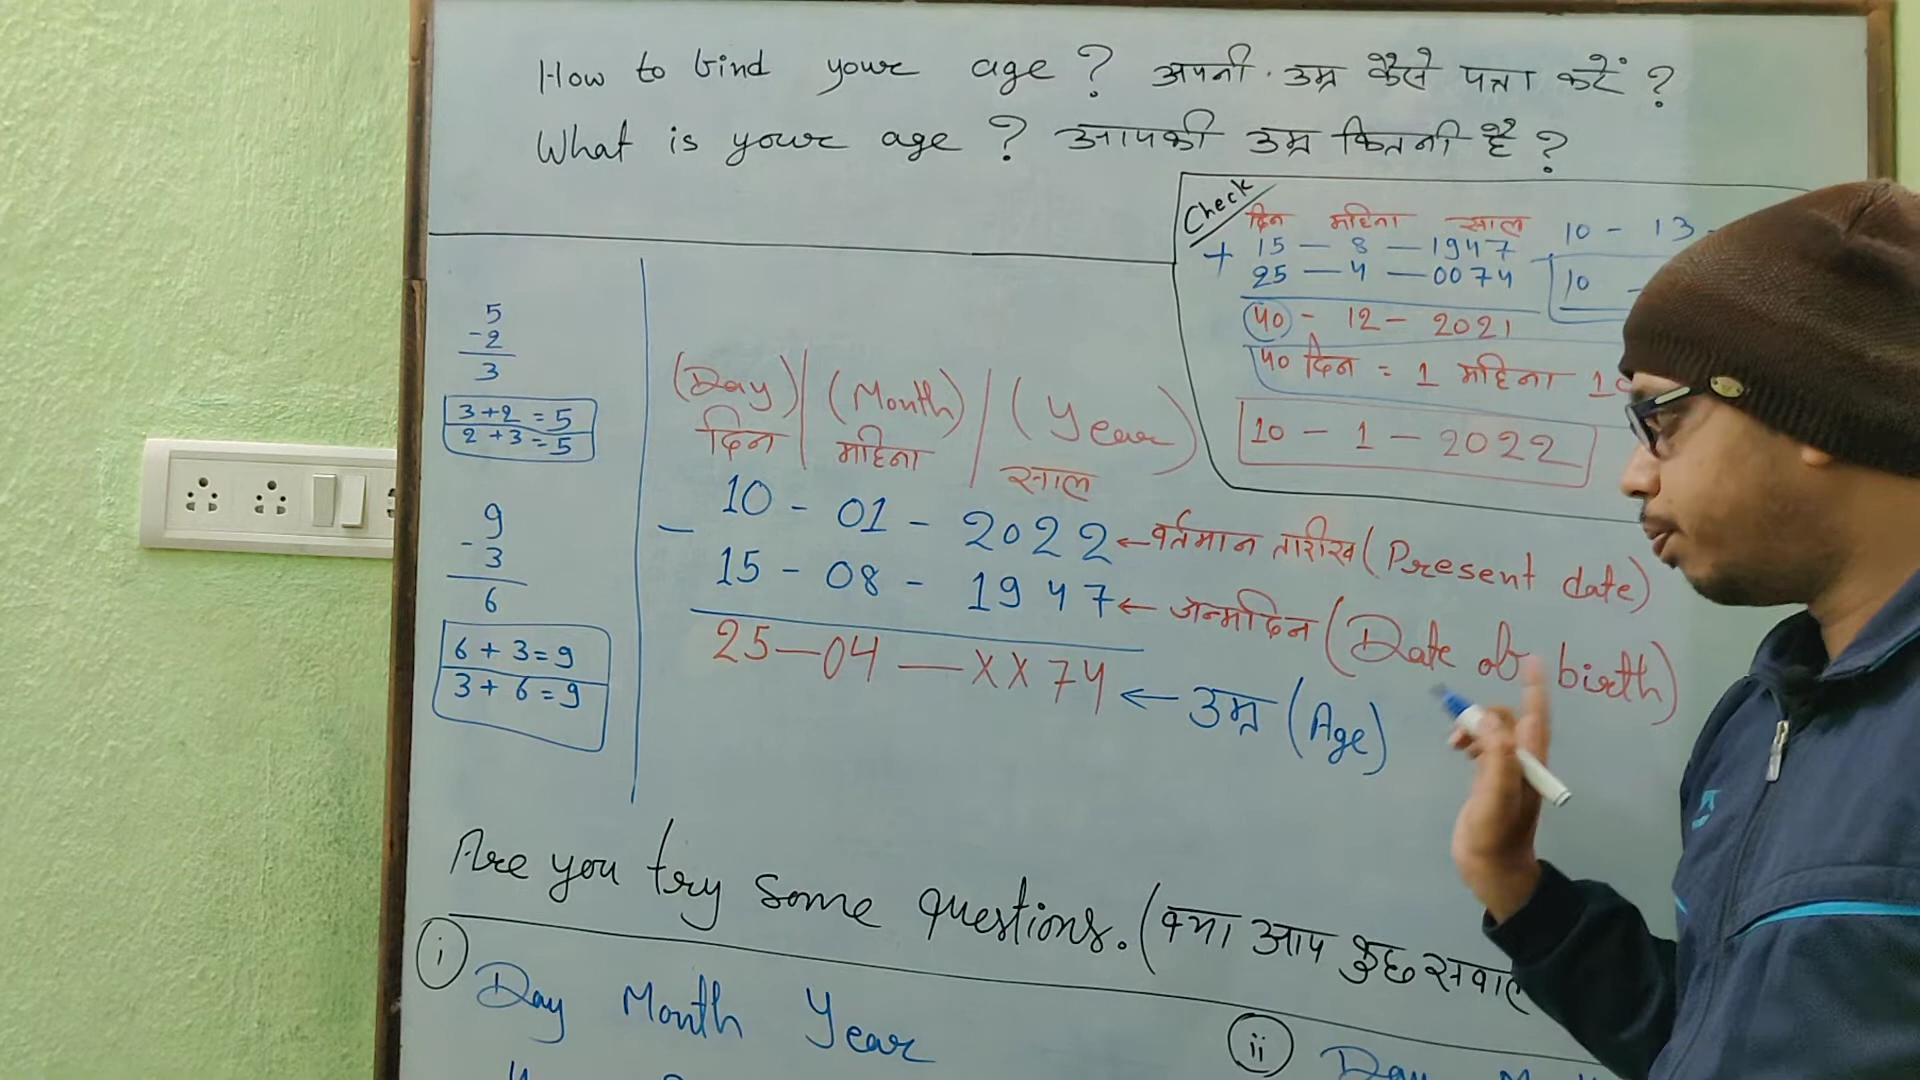 How to find your age ? अपनी उम्र कैसे पता करें ?
What is your age ? आपकी उम्र कितनी है ?
Check
दिन महिना साल
+ 15 - 8 - 1947
25 - 4 - 0074
40 - 12 - 2021
40 दिन = 1 महिना 10
10 - 1 - 2022
10 - 13 -
10 -
5
- 2
3
3 + 2 = 5
2 + 3 = 5
9
- 3
6
6 + 3 = 9
3 + 6 = 9
(Day) | (Month) | (Year)
दिन महिना साल
- 10 - 01 - 2022 ← वर्तमान तारीख (Present date)
15 - 08 - 1947 ← जन्मदिन (Date of birth)
25 - 04 - XX74 ← उम्र (Age)
Are you try some questions. (क्या आप कुछ सवाल
i Day Month Year
ii Day